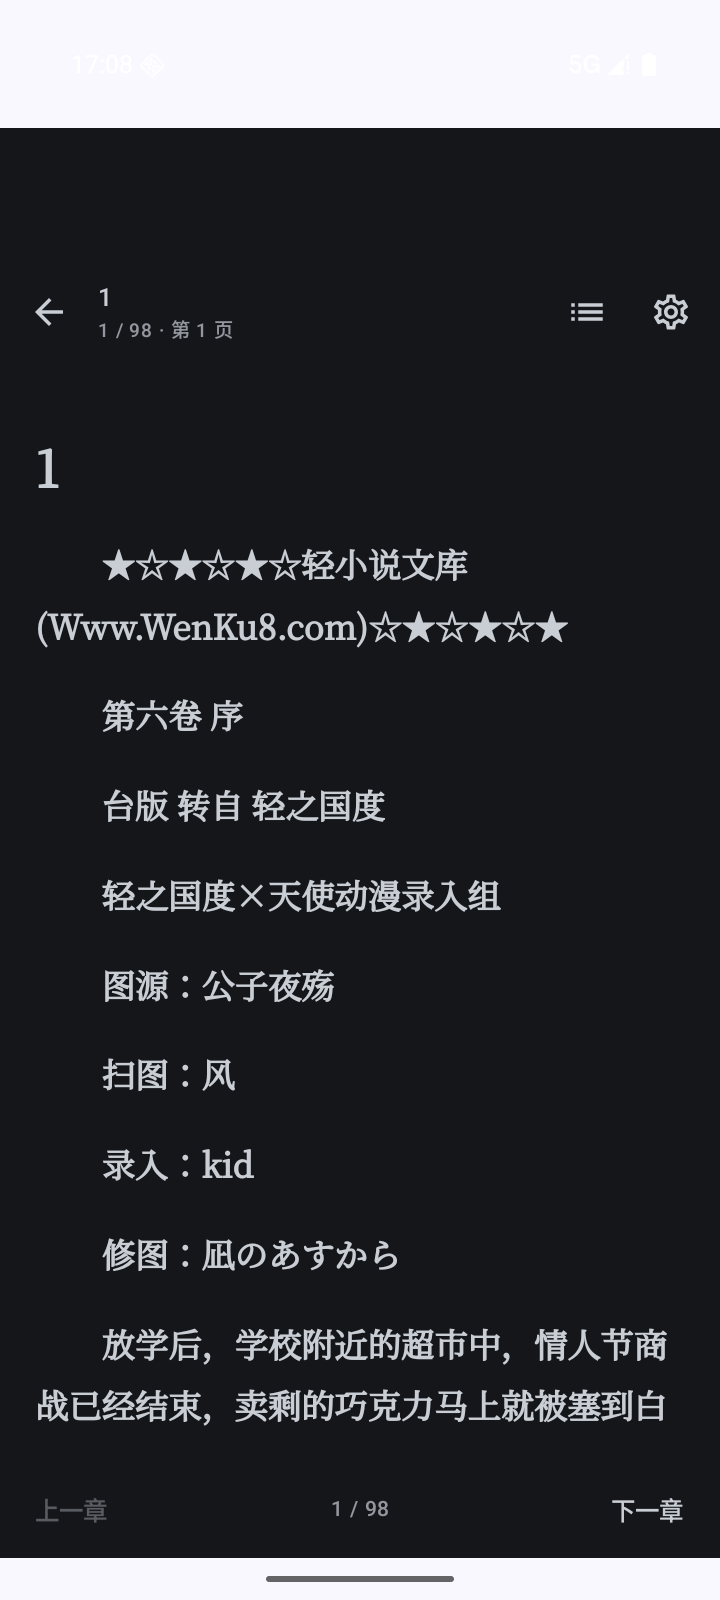 17:08
5G
1
1 / 98 · 第 1 页
1
★☆★☆★☆轻小说文库
(Www.WenKu8.com)☆★☆★☆★
第六卷 序
台版 转自 轻之国度
轻之国度×天使动漫录入组
图源：公子夜殇
扫图：风
录入：kid
修图：凪のあすから
放学后，学校附近的超市中，情人节商
战已经结束，卖剩的巧克力马上就被塞到白
上一章
1 / 98
下一章